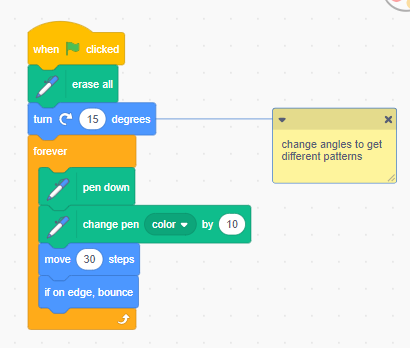 when clicked
erase all
turn 15 degrees
change angles to get
different patterns
forever
pen down
change pen color by 10
move 30 steps
if on edge, bounce